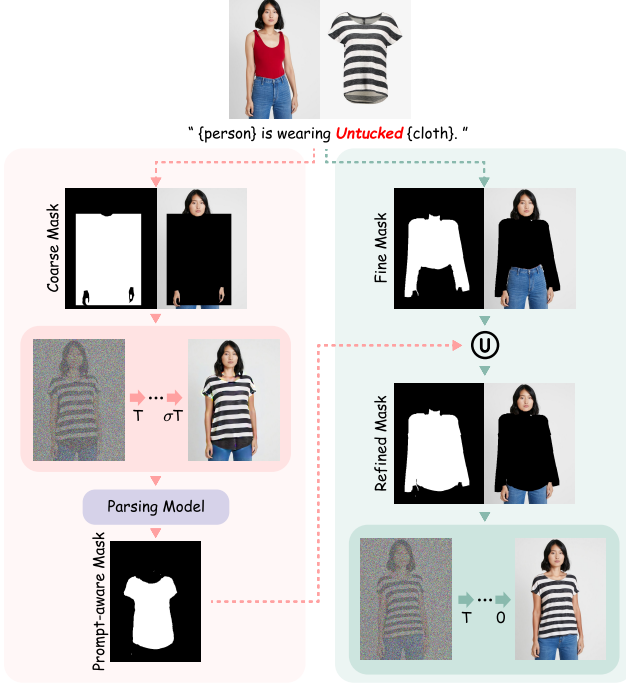 “ {person} is wearing Untucked {cloth}. ”
Coarse Mask
Fine Mask
T ... σT
U
Refined Mask
Parsing Model
Prompt-aware Mask
T ... 0